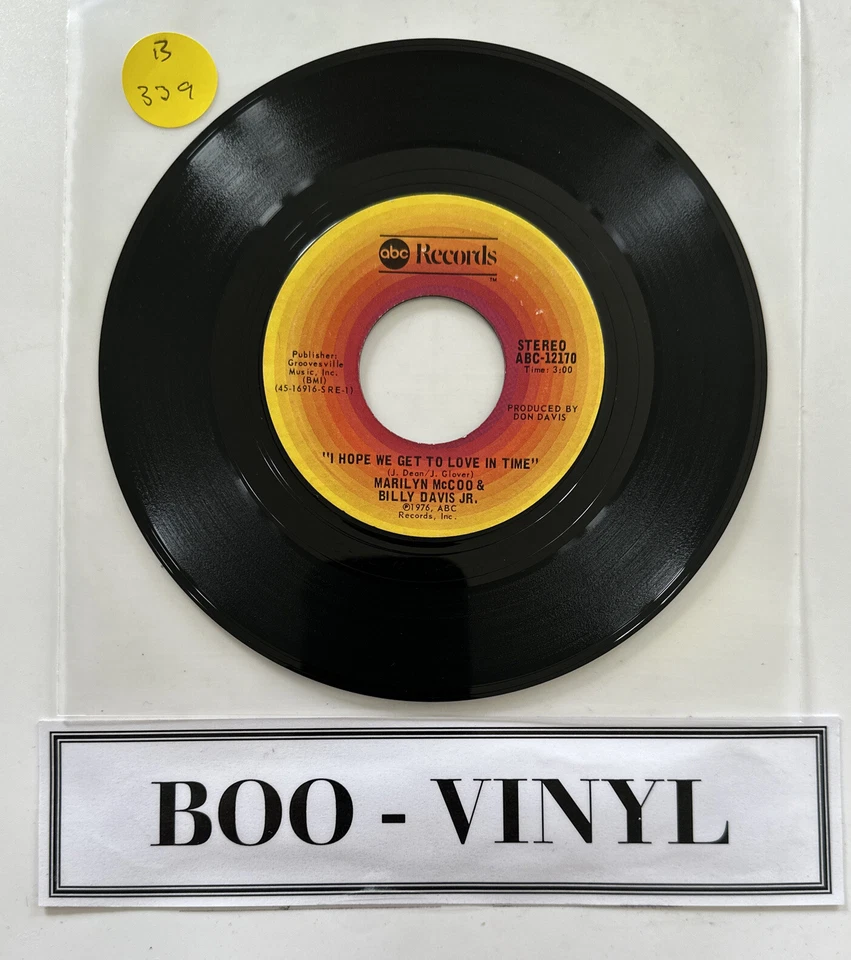 B
339
abc Records
TM
STEREO
ABC-12170
Time: 3:00
Publisher:
Groovesville
Music, Inc.
(BMI)
(45-16916-SRE-1)
PRODUCED BY
DON DAVIS
"I HOPE WE GET TO LOVE IN TIME"
(J. Dean/J. Glover)
MARILYN McCOO &
BILLY DAVIS JR.
℗1976, ABC
Records, Inc.
BOO - VINYL